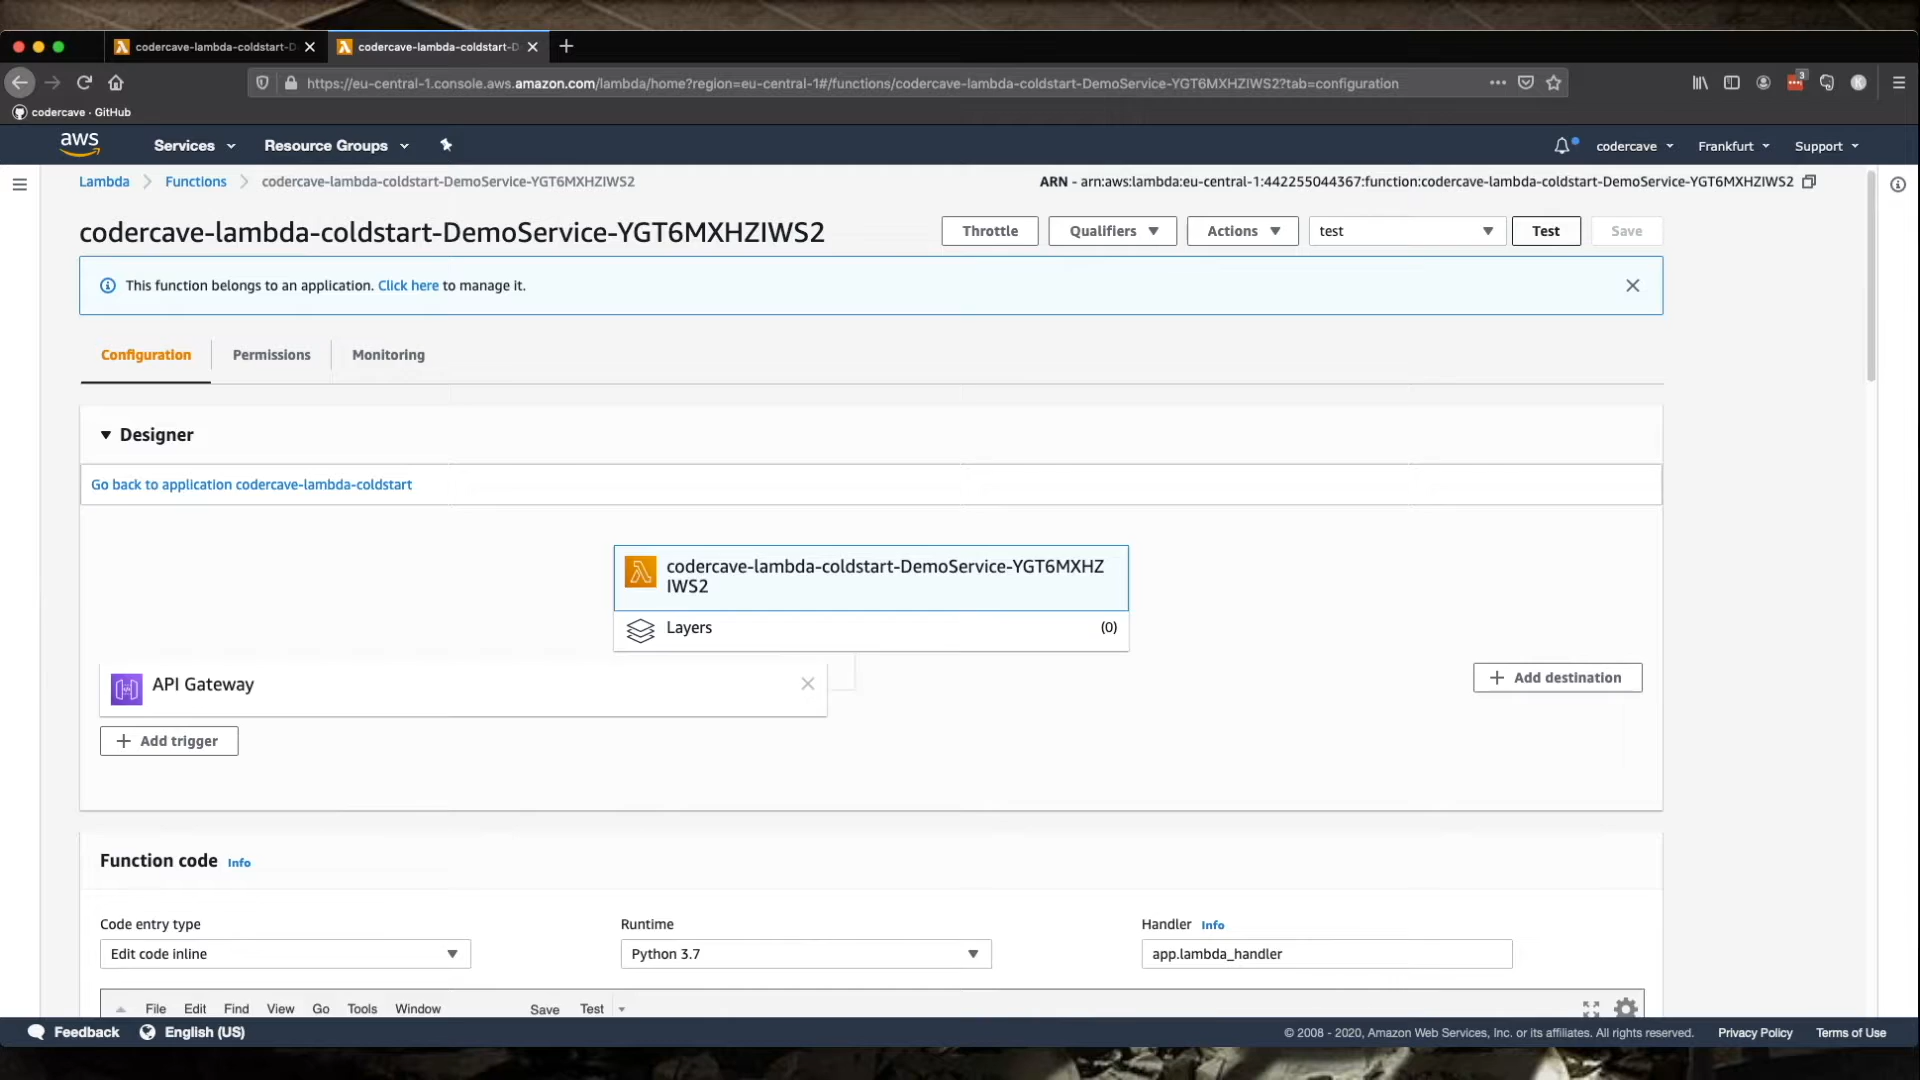 codercave-lambda-coldstart-D
codercave-lambda-coldstart-D
https://eu-central-1.console.aws.amazon.com/lambda/home?region=eu-central-1#/functions/codercave-lambda-coldstart-DemoService-YGT6MXHZIWS2?tab=configuration
3
K
codercave · GitHub
aws
Services
Resource Groups
codercave
Frankfurt
Support
Lambda
Functions
codercave-lambda-coldstart-DemoService-YGT6MXHZIWS2
ARN - arn:aws:lambda:eu-central-1:442255044367:function:codercave-lambda-coldstart-DemoService-YGT6MXHZIWS2
codercave-lambda-coldstart-DemoService-YGT6MXHZIWS2
Throttle
Qualifiers
Actions
test
Test
Save
This function belongs to an application. Click here to manage it.
Configuration
Permissions
Monitoring
Designer
Go back to application codercave-lambda-coldstart
codercave-lambda-coldstart-DemoService-YGT6MXHZ
IWS2
Layers
(0)
API Gateway
Add destination
Add trigger
Function code
Info
Code entry type
Runtime
Handler
Info
Edit code inline
Python 3.7
app.lambda_handler
File
Edit
Find
View
Go
Tools
Window
Save
Test
Feedback
English (US)
© 2008 - 2020, Amazon Web Services, Inc. or its affiliates. All rights reserved.
Privacy Policy
Terms of Use